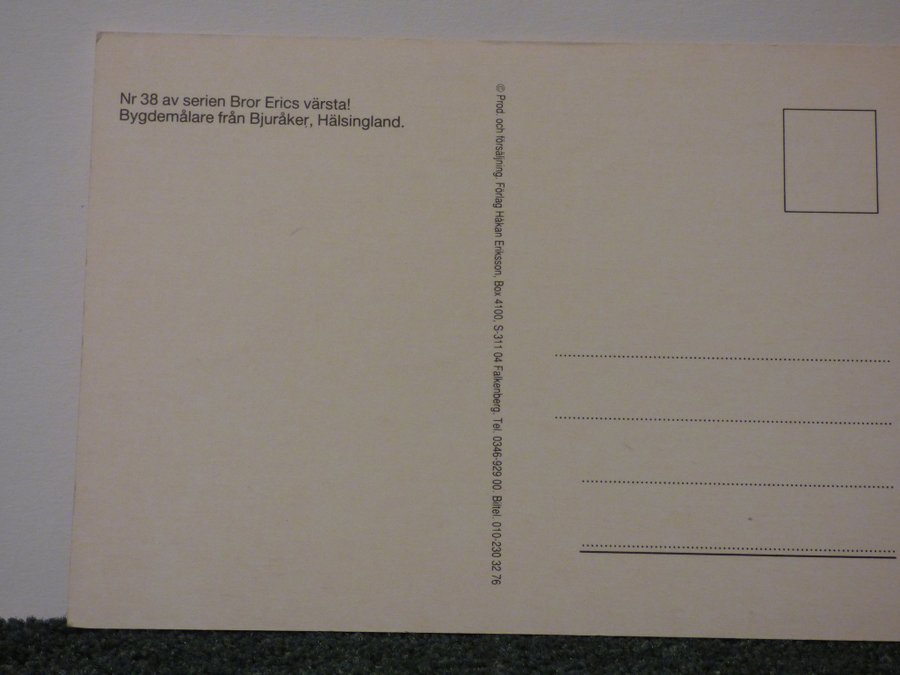 Nr 38 av serien Bror Erics värsta!
Bygdemålare från Bjuråker, Hälsingland.
© Prod. och försäljning. Förlag Håkan Eriksson, Box 4100, S-311 04 Falkenberg. Tel. 0346-929 00. Biltel. 010-230 32 76